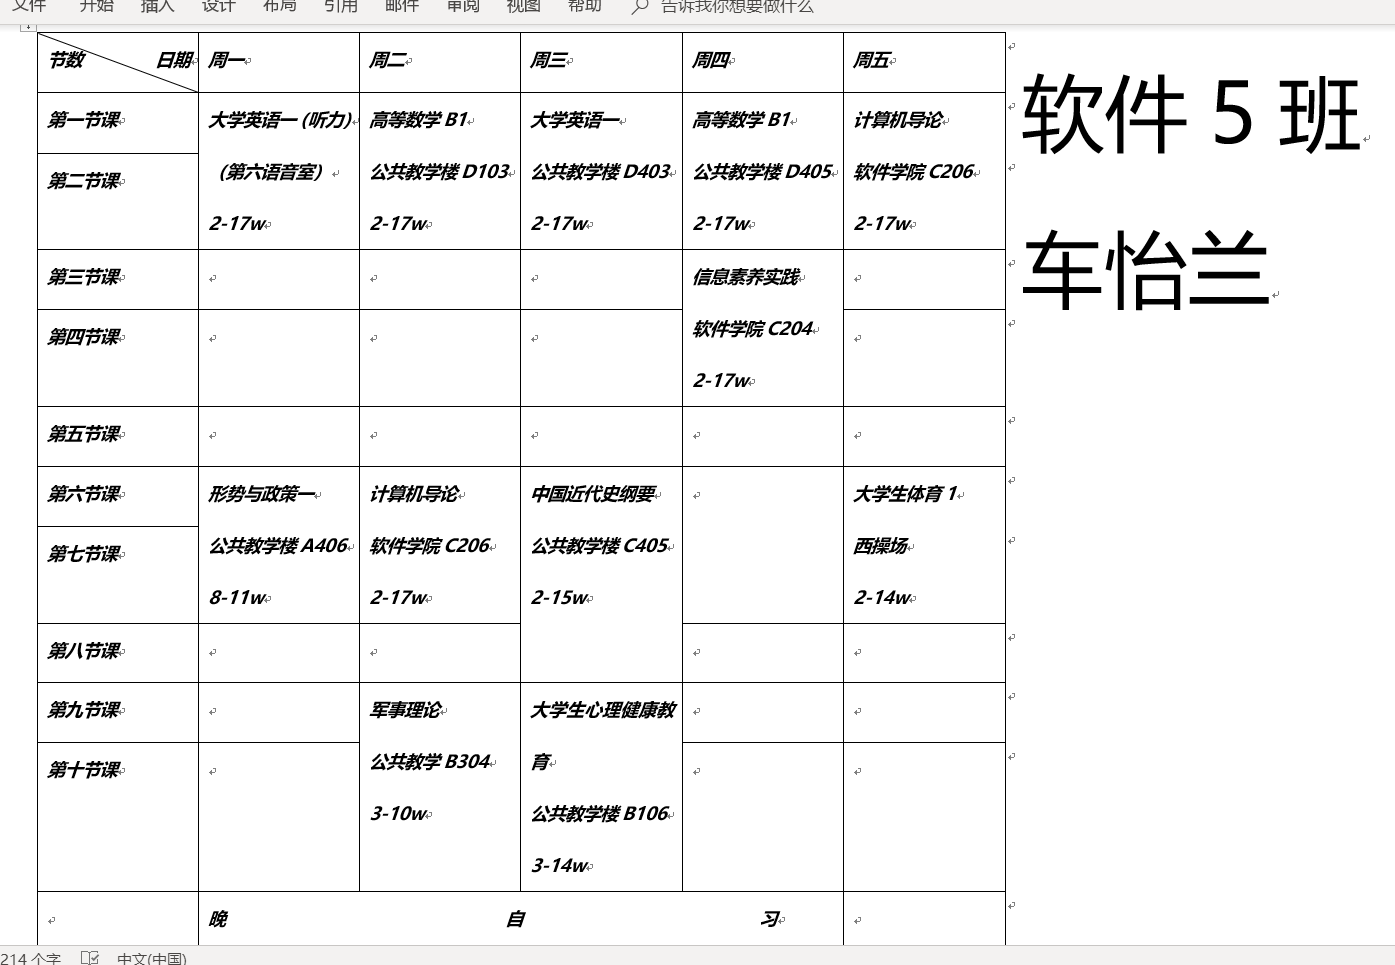 文件 开始 插入 设计 布局 引用 邮件 审阅 视图 帮助 告诉我你想要做什么
节数 日期 周一 周二 周三 周四 周五
第一节课 大学英语一 (听力) 高等数学 B1 大学英语一 高等数学 B1 计算机导论
第二节课 （第六语音室） 公共教学楼 D103 公共教学楼 D403 公共教学楼 D405 软件学院 C206
2-17w 2-17w 2-17w 2-17w 2-17w
第三节课 信息素养实践
第四节课 软件学院 C204
2-17w
第五节课
第六节课 形势与政策一 计算机导论 中国近代史纲要 大学生体育 1
第七节课 公共教学楼 A406 软件学院 C206 公共教学楼 C405 西操场
8-11w 2-17w 2-15w 2-14w
第八节课
第九节课 军事理论 大学生心理健康教
育
第十节课 公共教学 B304 公共教学楼 B106
3-10w 3-14w
晚 自 习
软件 5 班
车怡兰
214 个字 中文(中国)